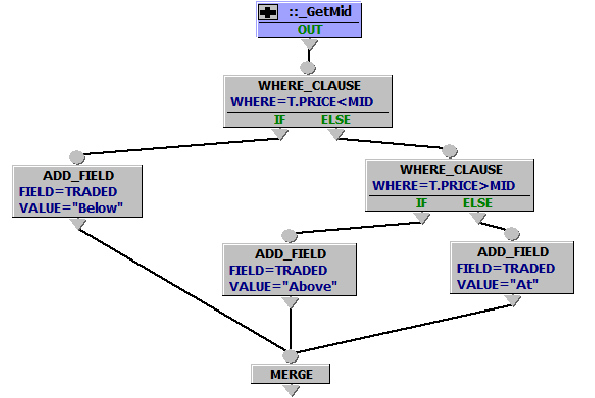 ::_GetMid
OUT
WHERE_CLAUSE
WHERE=T.PRICE<MID
IF ELSE
ADD_FIELD
FIELD=TRADED
VALUE="Below"
WHERE_CLAUSE
WHERE=T.PRICE>MID
IF ELSE
ADD_FIELD
FIELD=TRADED
VALUE="Above"
ADD_FIELD
FIELD=TRADED
VALUE="At"
MERGE